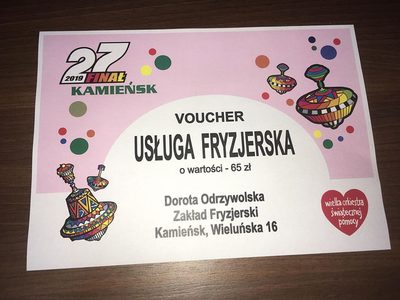 27
2019 FINAŁ
KAMIEŃSK
VOUCHER
USŁUGA FRYZJERSKA
o wartości - 65 zł
Dorota Odrzywolska
Zakład Fryzjerski
Kamieńsk, Wieluńska 16
wielka orkiestra
świątecznej
pomocy